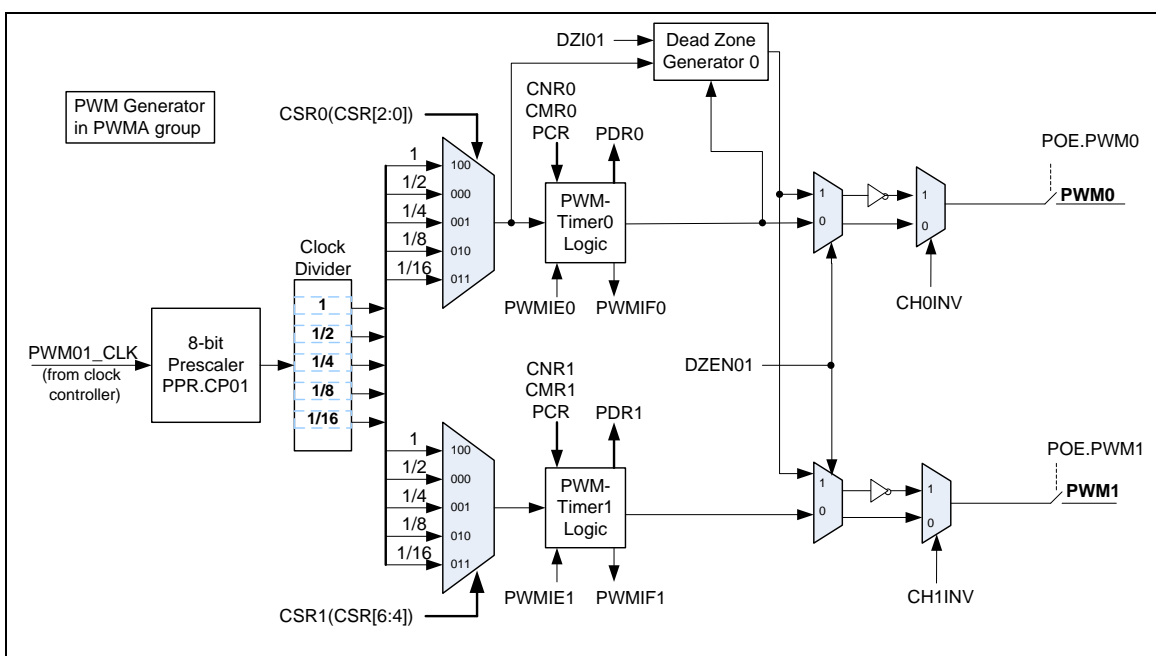 PWM Generator
in PWMA group
DZI01
Dead Zone
Generator 0
CSR0(CSR[2:0])
CNR0
CMR0
PCR
PDR0
POE.PWM0
1
1/2
1/4
1/8
1/16
100
000
001
010
011
PWM-
Timer0
Logic
1
0
1
0
PWM0
PWMIE0
PWMIF0
CH0INV
Clock
Divider
1
1/2
1/4
1/8
1/16
PWM01_CLK
(from clock
controller)
8-bit
Prescaler
PPR.CP01
DZEN01
CNR1
CMR1
PCR
PDR1
POE.PWM1
1
1/2
1/4
1/8
1/16
100
000
001
010
011
PWM-
Timer1
Logic
1
0
1
0
PWM1
PWMIE1
PWMIF1
CH1INV
CSR1(CSR[6:4])